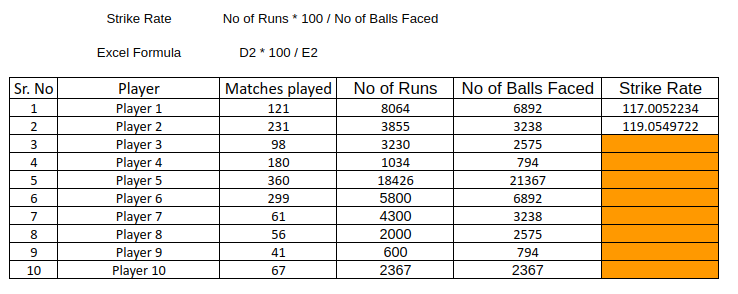 Strike Rate No of Runs * 100 / No of Balls Faced
Excel Formula D2 * 100 / E2
Sr. No Player Matches played No of Runs No of Balls Faced Strike Rate
1 Player 1 121 8064 6892 117.0052234
2 Player 2 231 3855 3238 119.0549722
3 Player 3 98 3230 2575
4 Player 4 180 1034 794
5 Player 5 360 18426 21367
6 Player 6 299 5800 6892
7 Player 7 61 4300 3238
8 Player 8 56 2000 2575
9 Player 9 41 600 794
10 Player 10 67 2367 2367